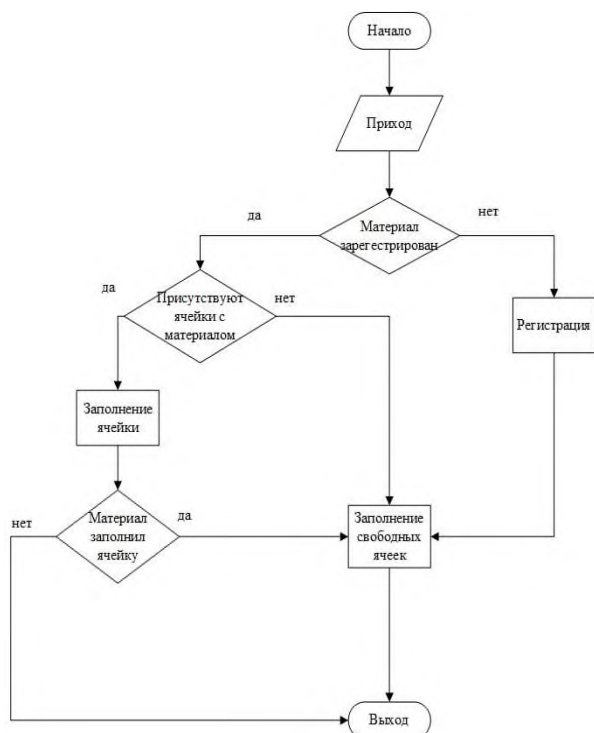 Начало
Приход
да
нет
Материал
зарегестрирован
да
Присутствуют
ячейки с
материалом
нет
Регистрация
Заполнение
ячейки
нет
Материал
заполнил
ячейку
да
Заполнение
свободных
ячеек
Выход